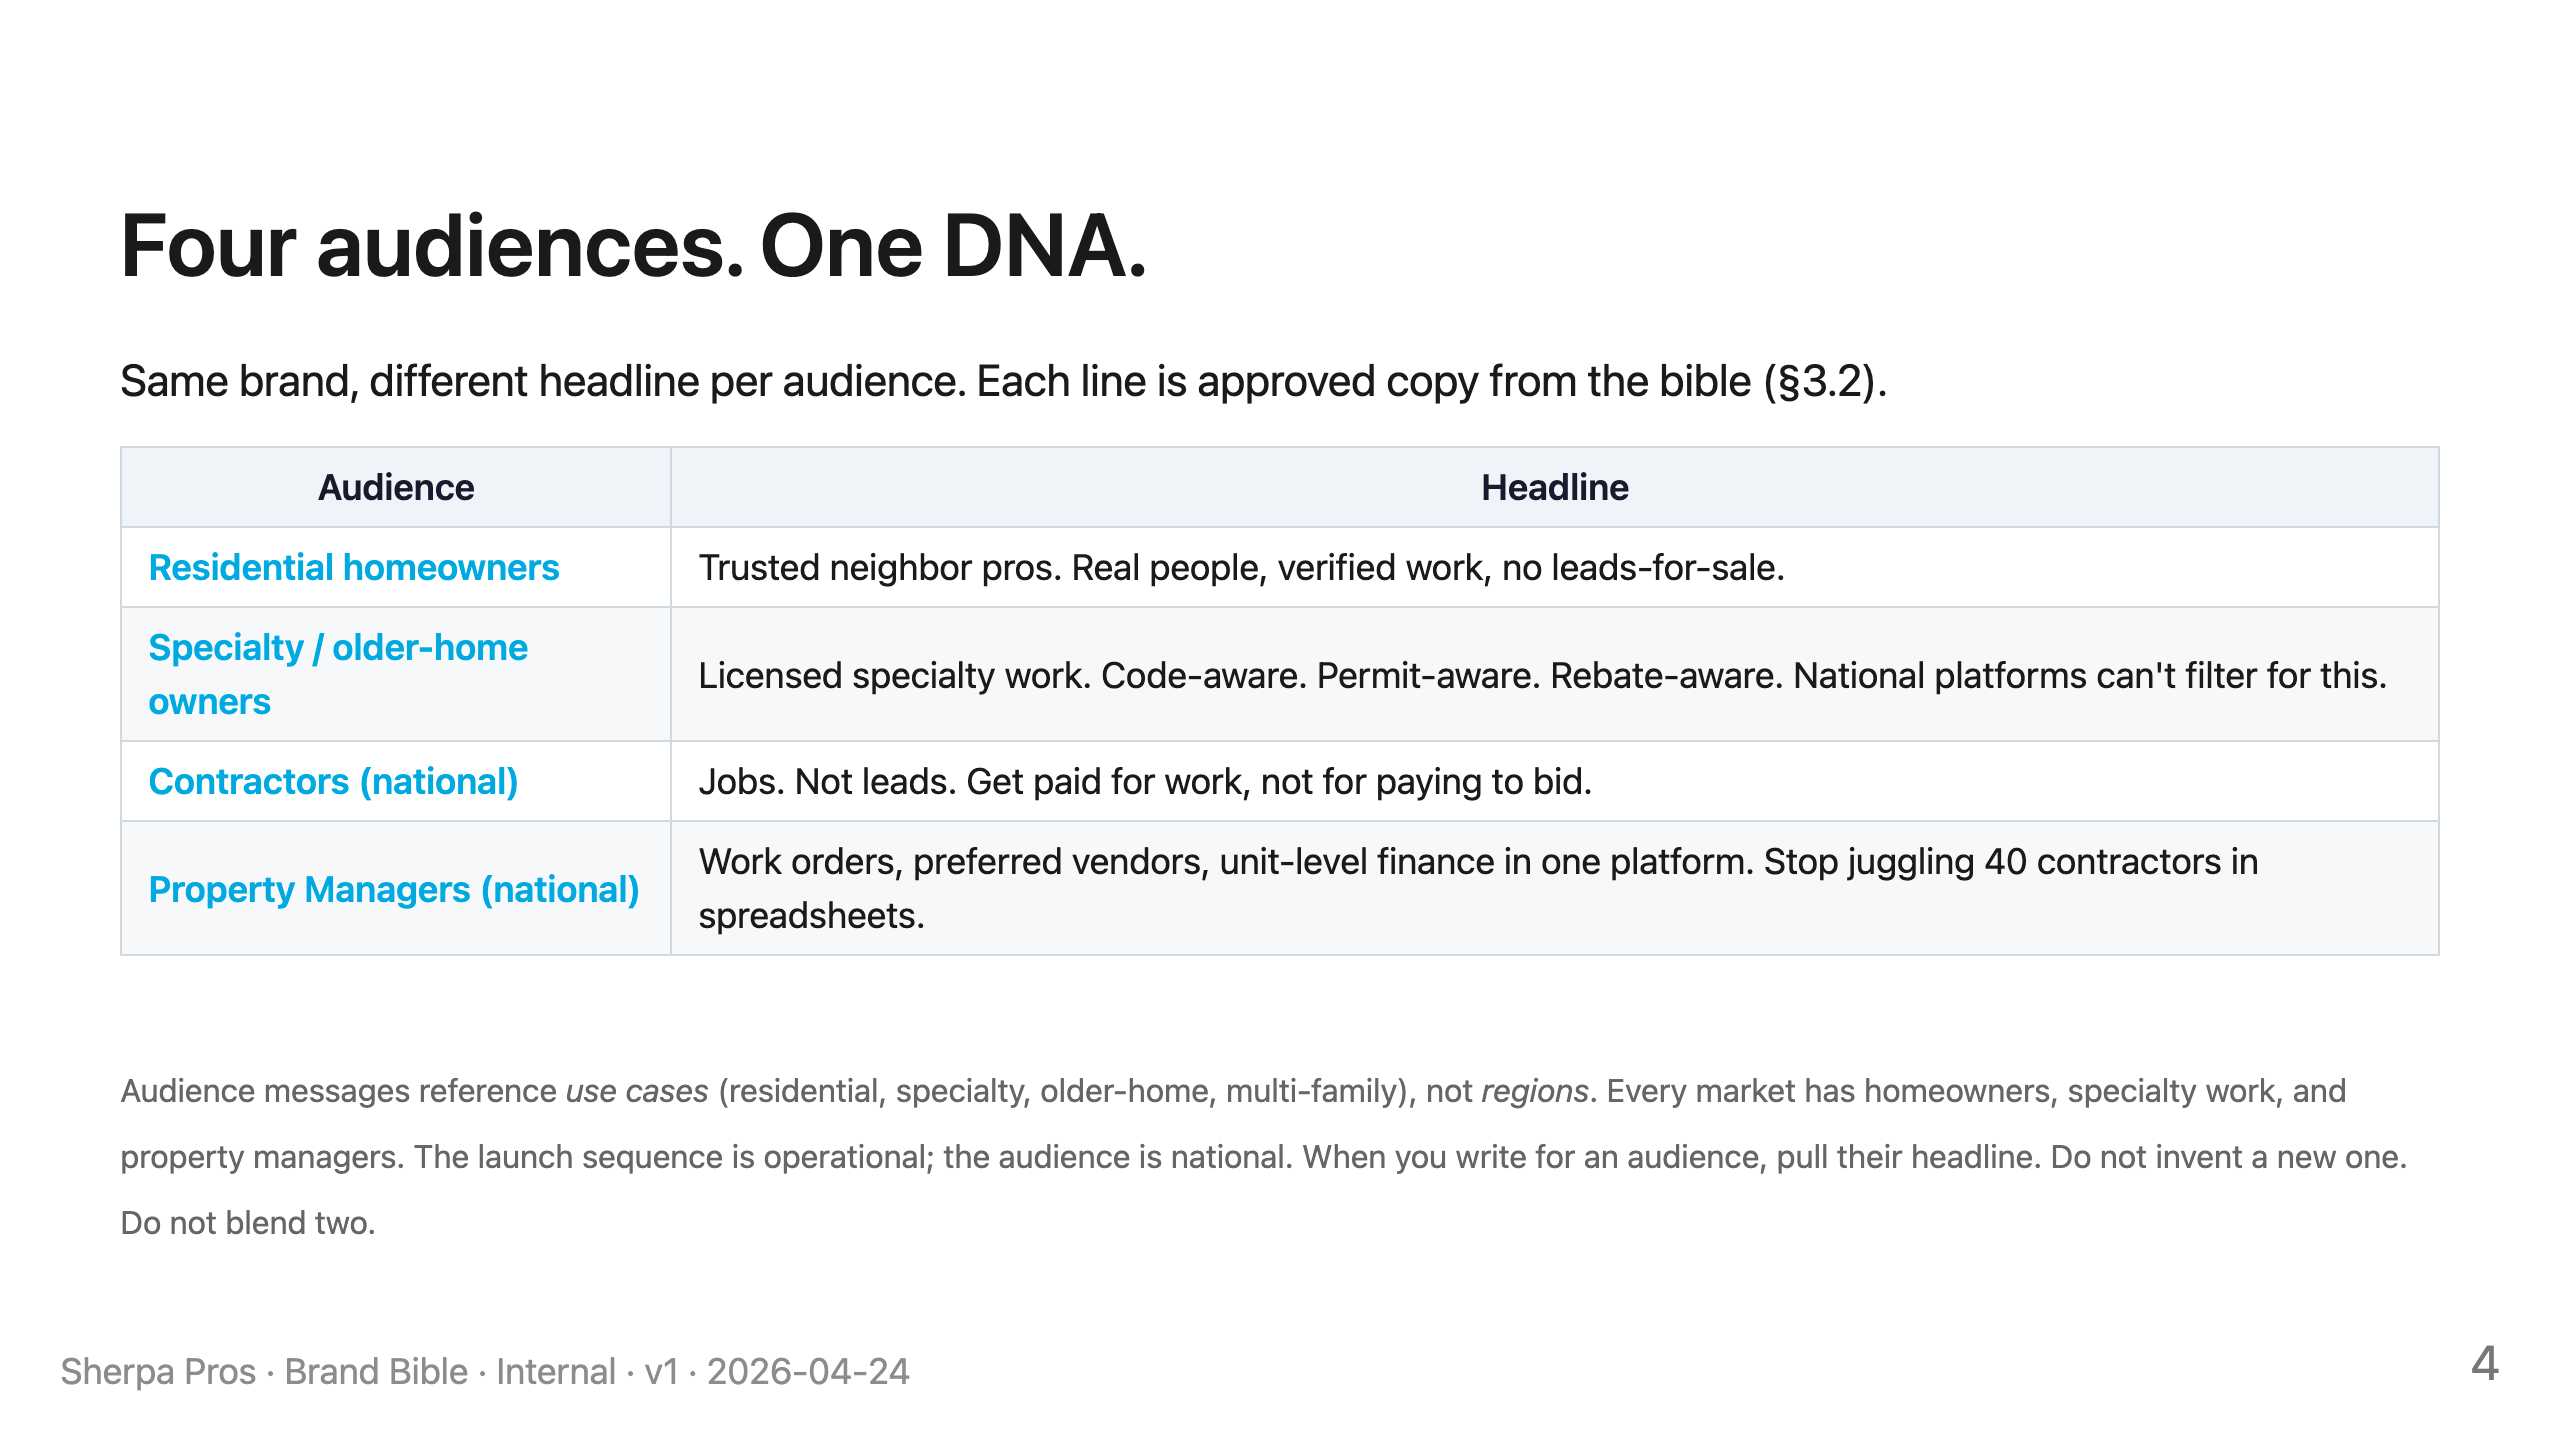 Four audiences. One DNA.
Same brand, different headline per audience. Each line is approved copy from the bible (§3.2).
Audience
Headline
Residential homeowners
Trusted neighbor pros. Real people, verified work, no leads-for-sale.
Specialty / older-home
owners
Licensed specialty work. Code-aware. Permit-aware. Rebate-aware. National platforms can't filter for this.
Contractors (national)
Jobs. Not leads. Get paid for work, not for paying to bid.
Property Managers (national)
Work orders, preferred vendors, unit-level finance in one platform. Stop juggling 40 contractors in
spreadsheets.
Audience messages reference use cases (residential, specialty, older-home, multi-family), not regions. Every market has homeowners, specialty work, and
property managers. The launch sequence is operational; the audience is national. When you write for an audience, pull their headline. Do not invent a new one.
Do not blend two.
Sherpa Pros · Brand Bible · Internal · v1 · 2026-04-24
4